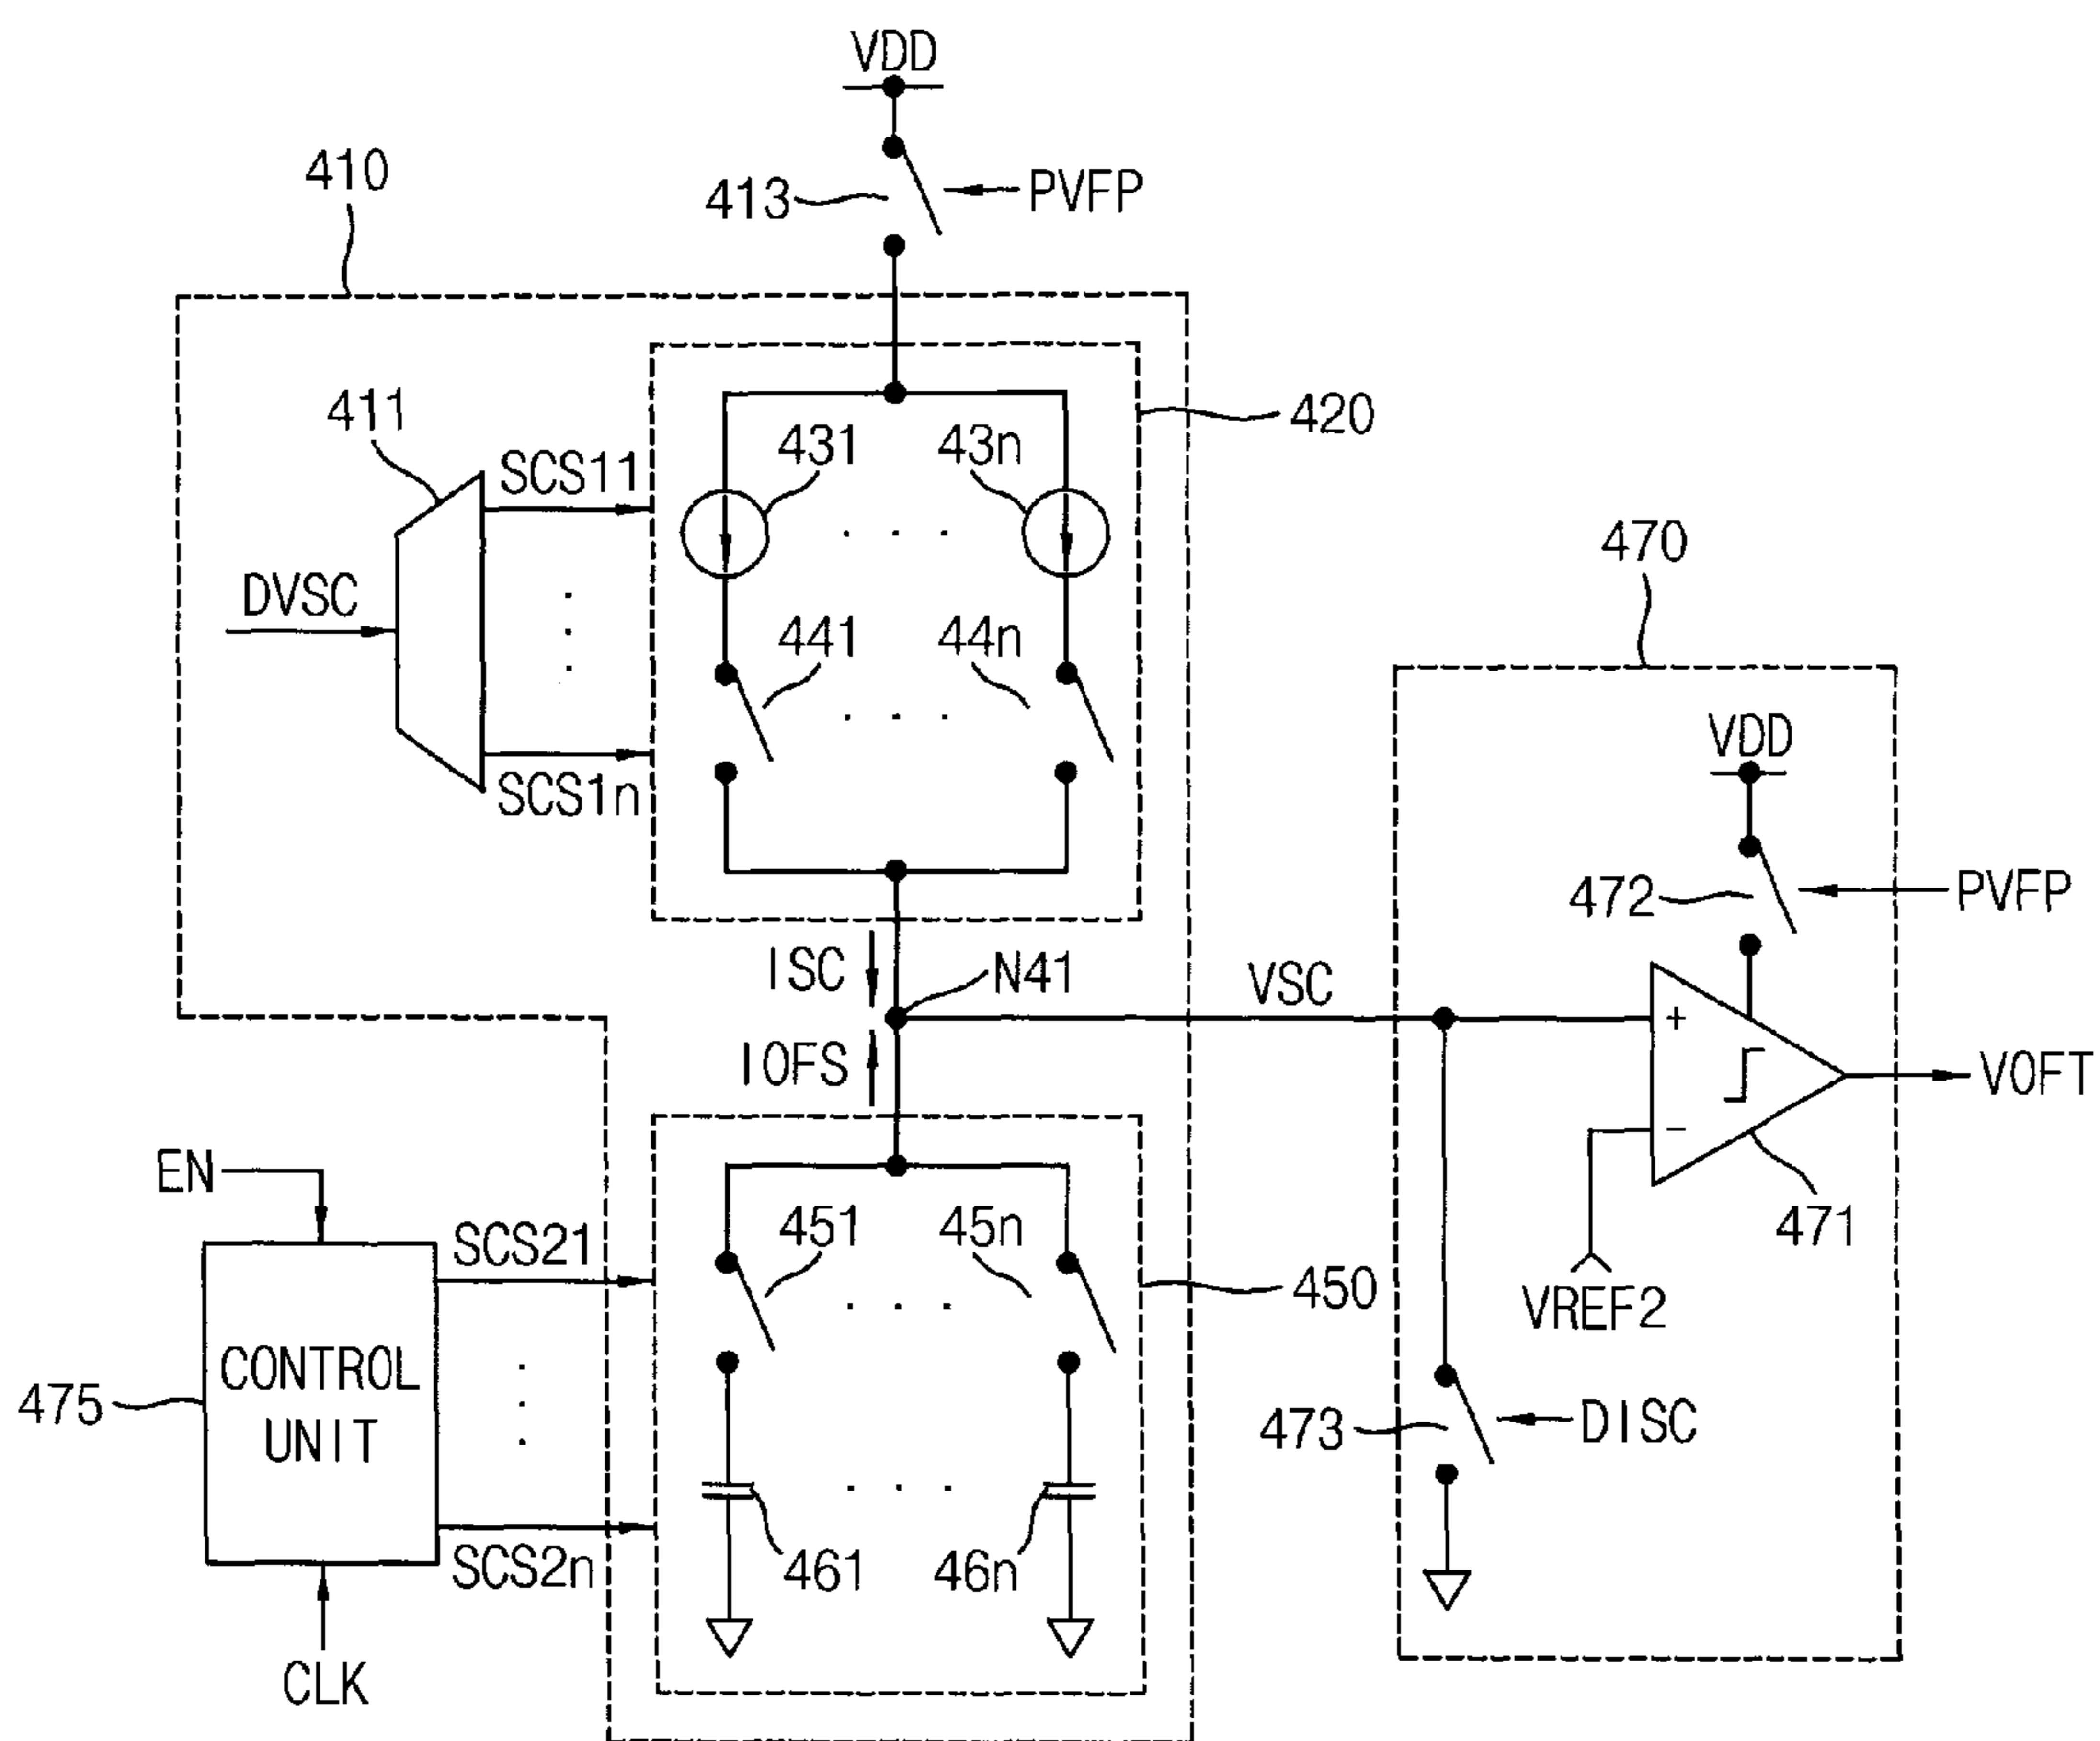 VDD
410
413
PVFP
411
SCS11
431
43n
420
DVSC
441
44n
470
SCS1n
VDD
472
PVFP
ISC
N41
VSC
+
IOFS
VOFT
−
EN
SCS21
451
45n
450
471
VREF2
CONTROL
UNIT
475
473
DISC
SCS2n
461
46n
CLK